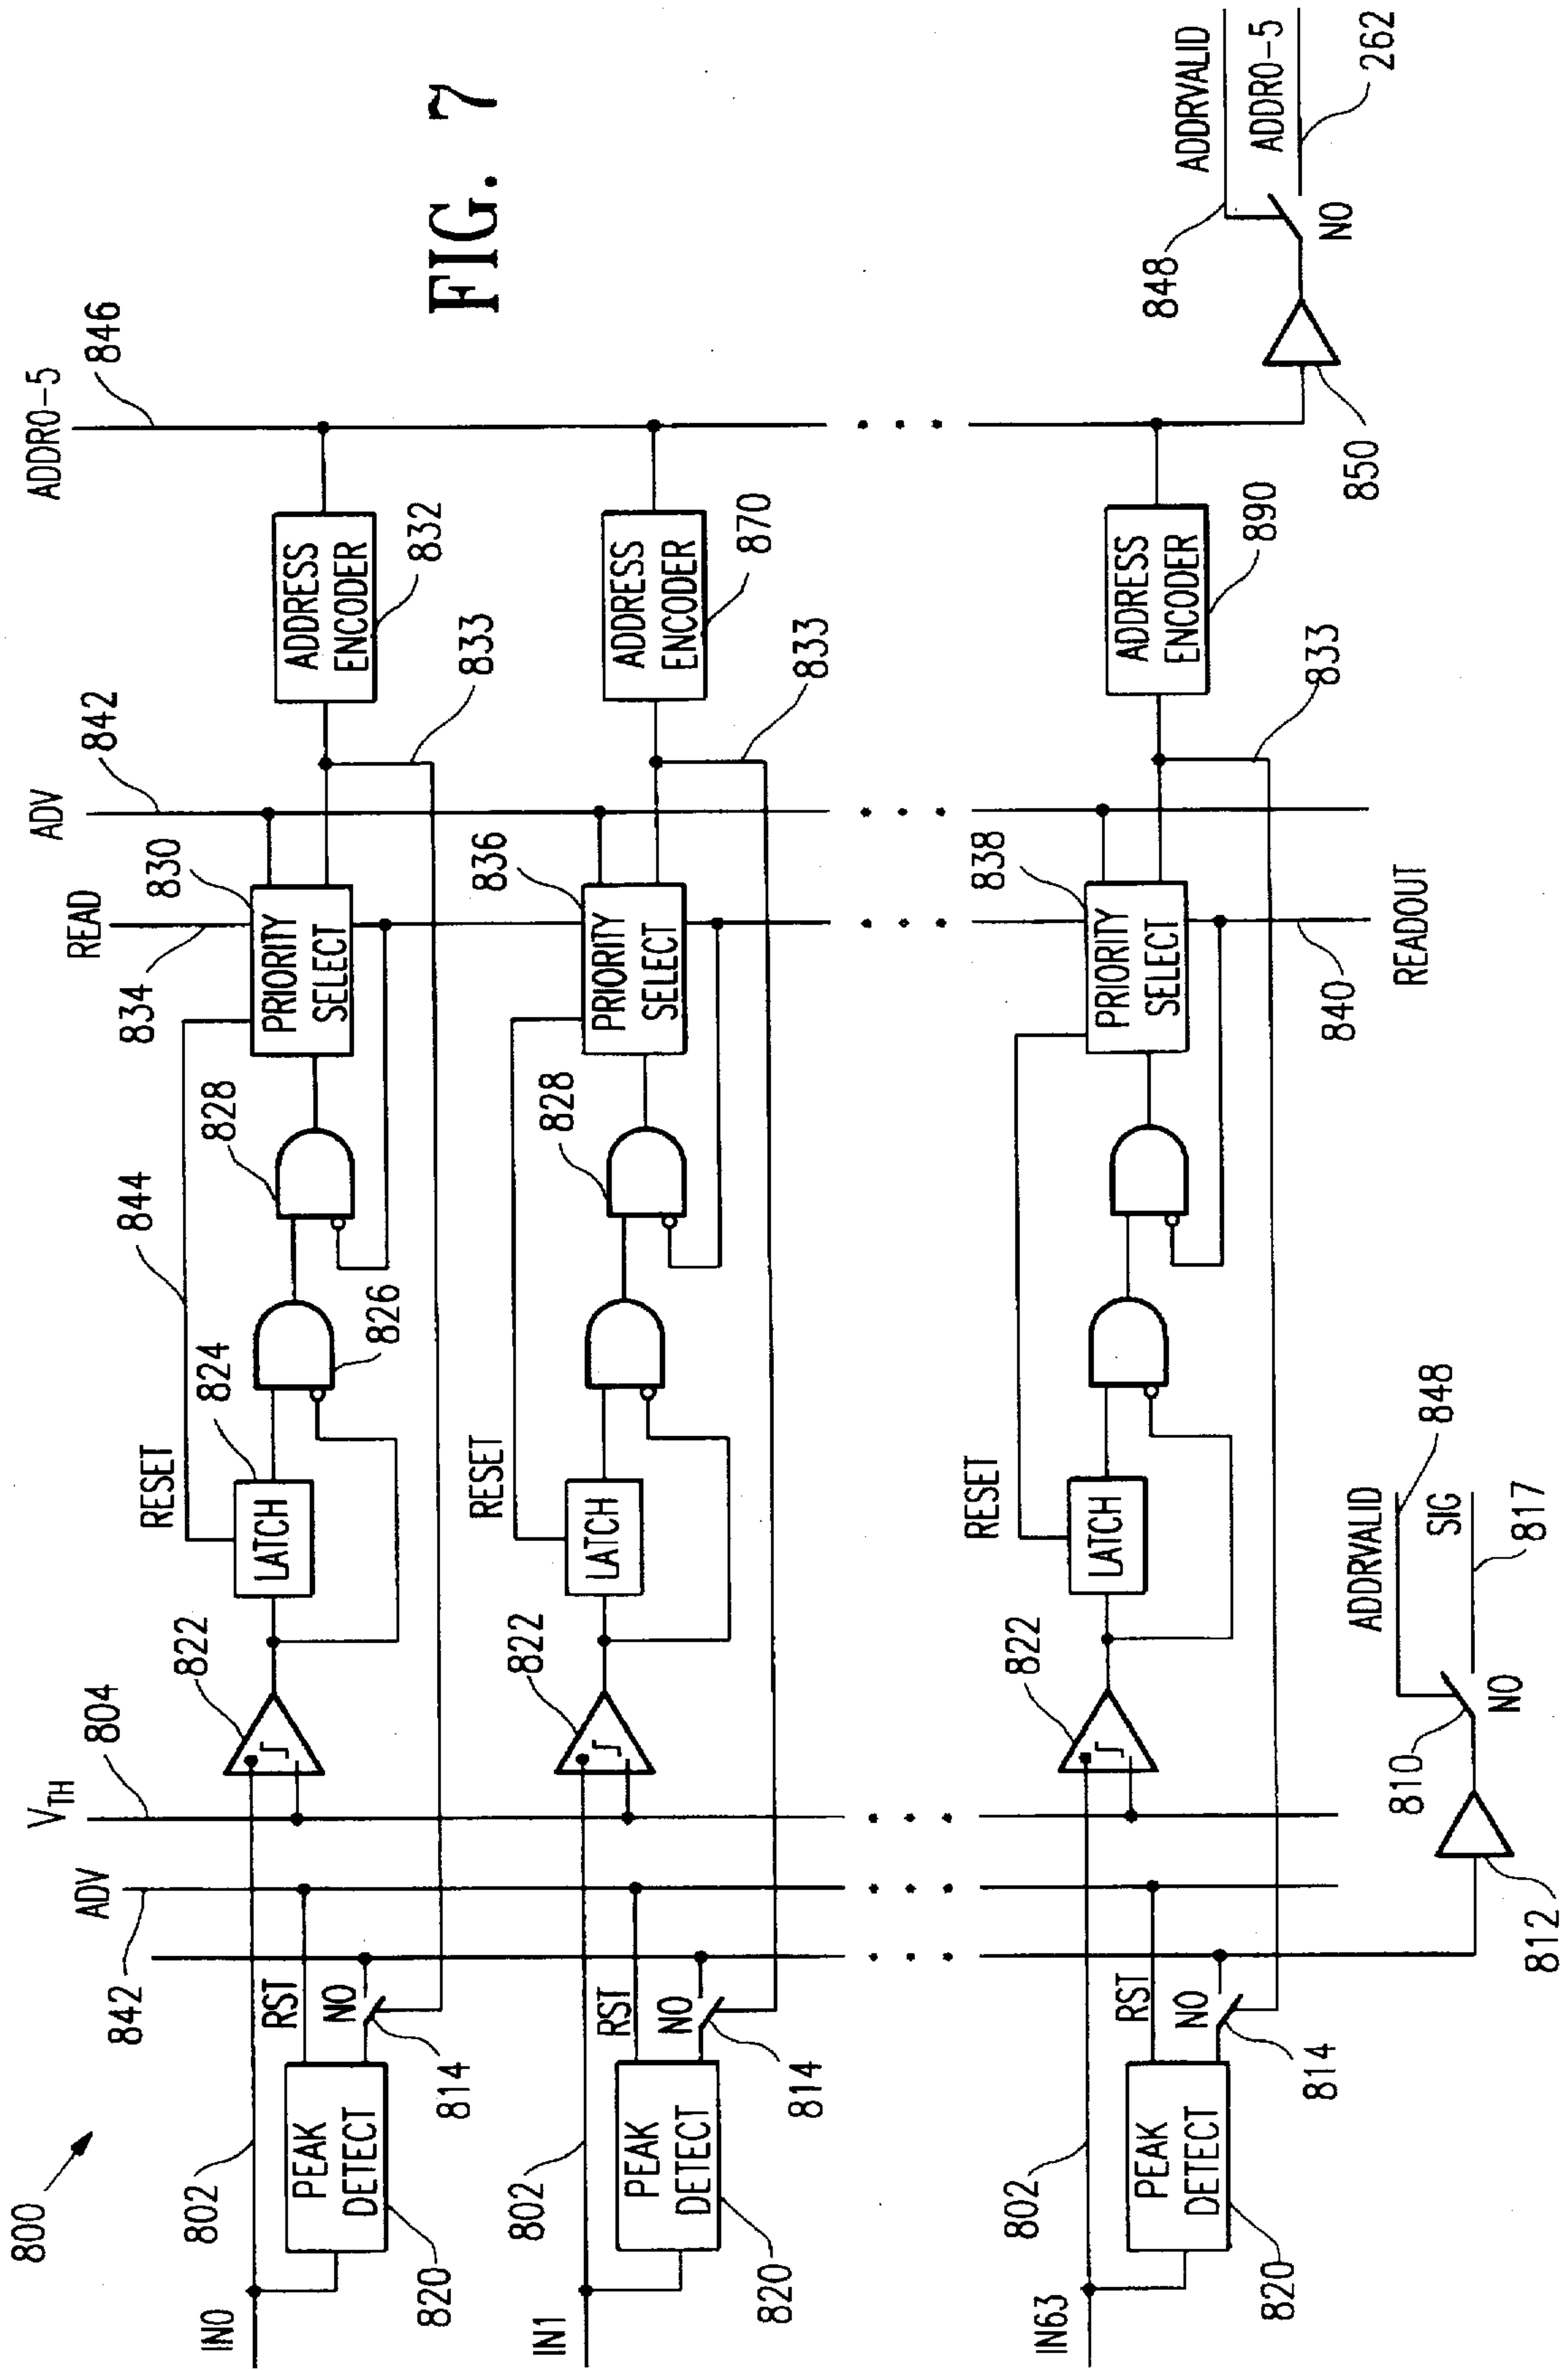 FIG. 7
800
IN0
802
PEAK
DETECT
820
RST
NO
814
842
ADV
VTH
804
822
RESET
LATCH
824
844
826
828
READ
834
PRIORITY
SELECT
830
ADV
842
833
ADDRESS
ENCODER
832
ADDR0-5
846
IN1
802
PEAK
DETECT
820
RST
NO
814
822
RESET
LATCH
828
PRIORITY
SELECT
836
833
ADDRESS
ENCODER
870
IN63
802
PEAK
DETECT
820
RST
NO
814
822
RESET
LATCH
PRIORITY
SELECT
838
840
READOUT
833
ADDRESS
ENCODER
890
812
810
NO
ADDRVALID
848
SIG
817
850
848
NO
ADDRVALID
ADDR0-5
262